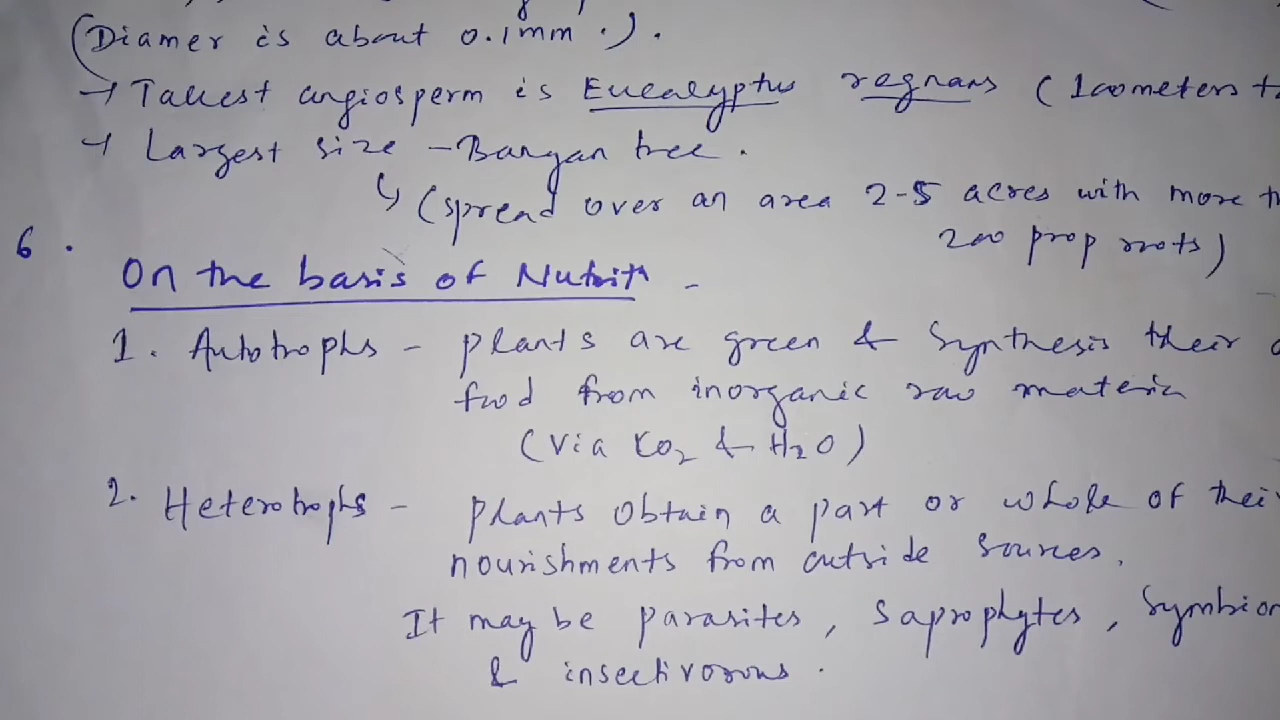 (Diamer is about 0.1mm.).
→ Tallest angiosperm is Eucalyptus regnans (100meters t
→ Largest size - Banyan tree.
↳ (spread over an area 2-5 acres with more t
200 prop roots)
6.
On the basis of Nutrit -
1. Autotrophs - plants are green & Synthesis their
food from inorganic raw
(Via CO2 & H2O)
2. Heterotrophs - plants obtain a part or whole of thei
nourishments from outside sources.
It may be parasites, saprophytes, Symbion
& insectivorous.